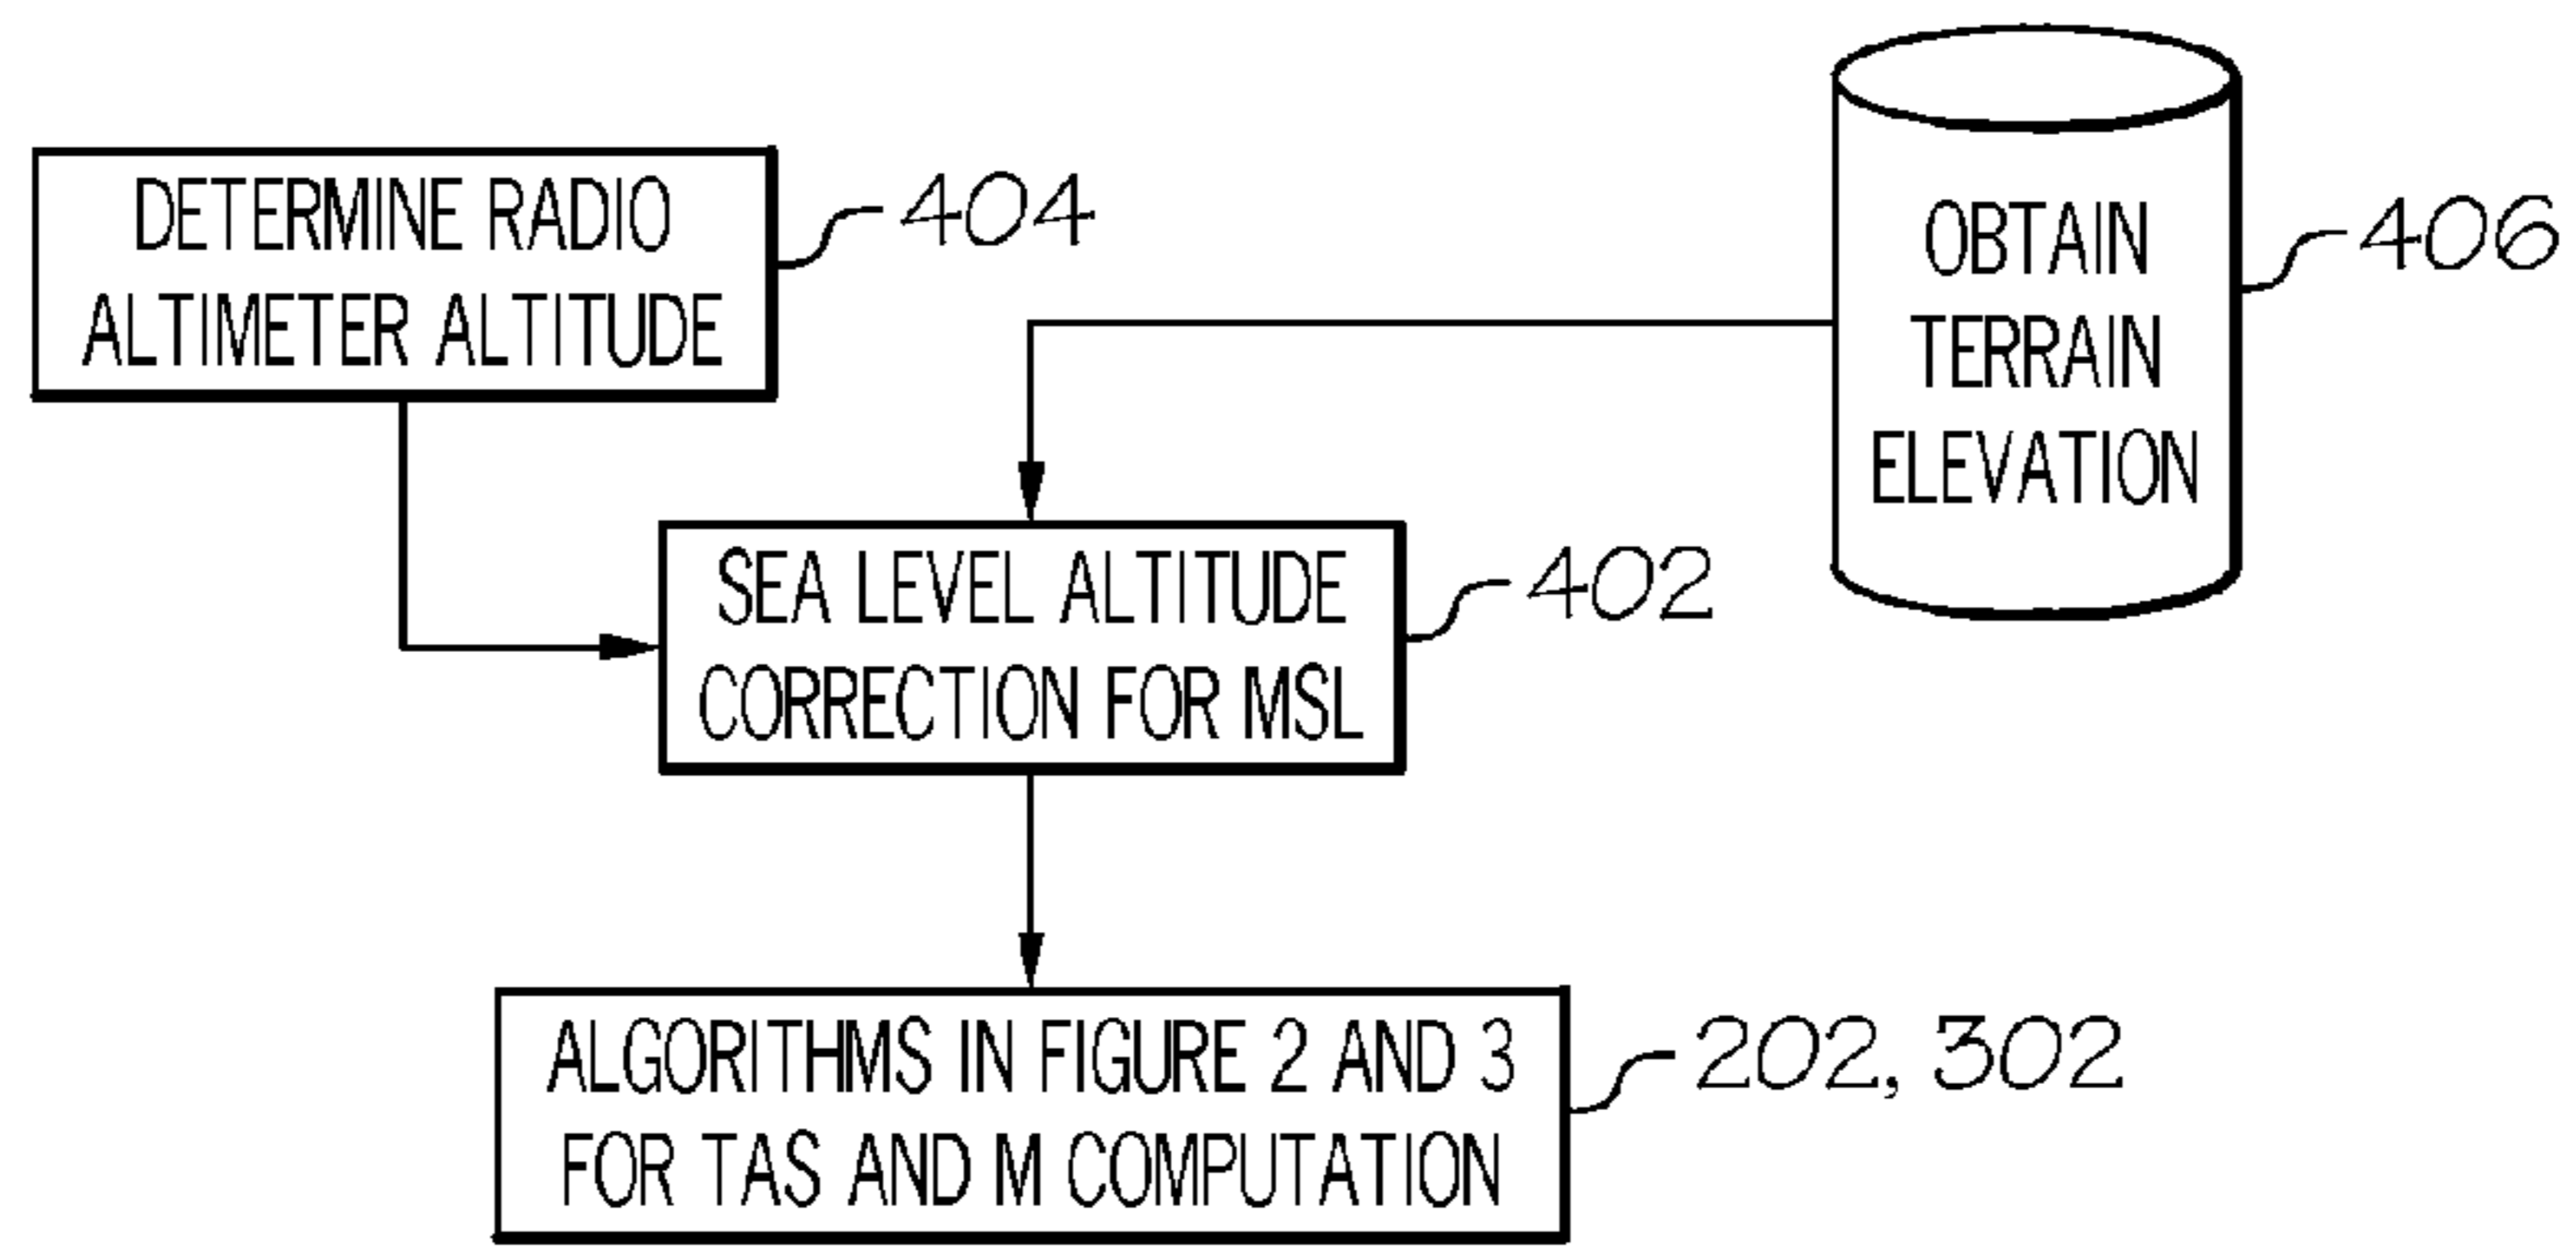 DETERMINE RADIO
ALTIMETER ALTITUDE
404
OBTAIN
TERRAIN
ELEVATION
406
SEA LEVEL ALTITUDE
CORRECTION FOR MSL
402
ALGORITHMS IN FIGURE 2 AND 3
FOR TAS AND M COMPUTATION
202, 302